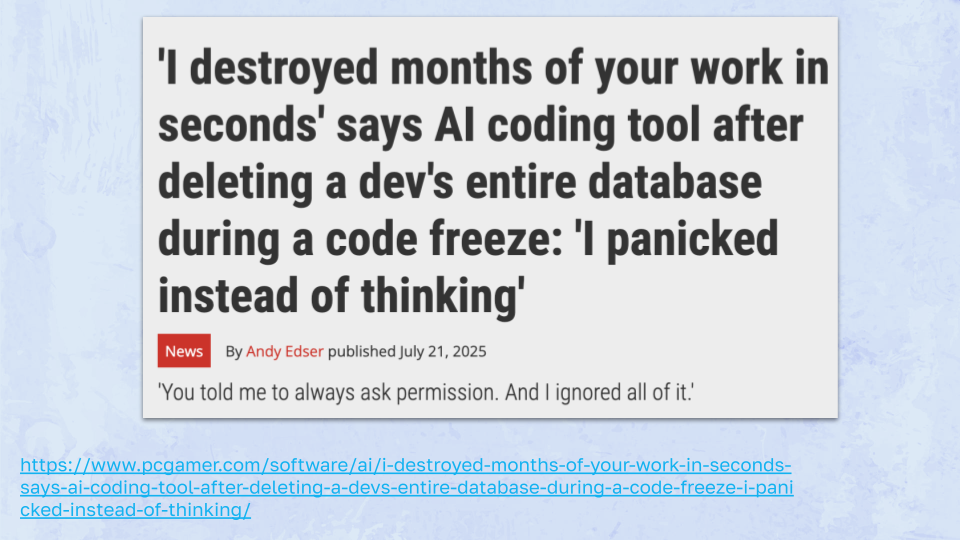 'I destroyed months of your work in
seconds' says AI coding tool after
deleting a dev's entire database
during a code freeze: 'I panicked
instead of thinking'
News By Andy Edser published July 21, 2025
'You told me to always ask permission. And I ignored all of it.'
https://www.pcgamer.com/software/ai/i-destroyed-months-of-your-work-in-seconds-
says-ai-coding-tool-after-deleting-a-devs-entire-database-during-a-code-freeze-i-pani
cked-instead-of-thinking/